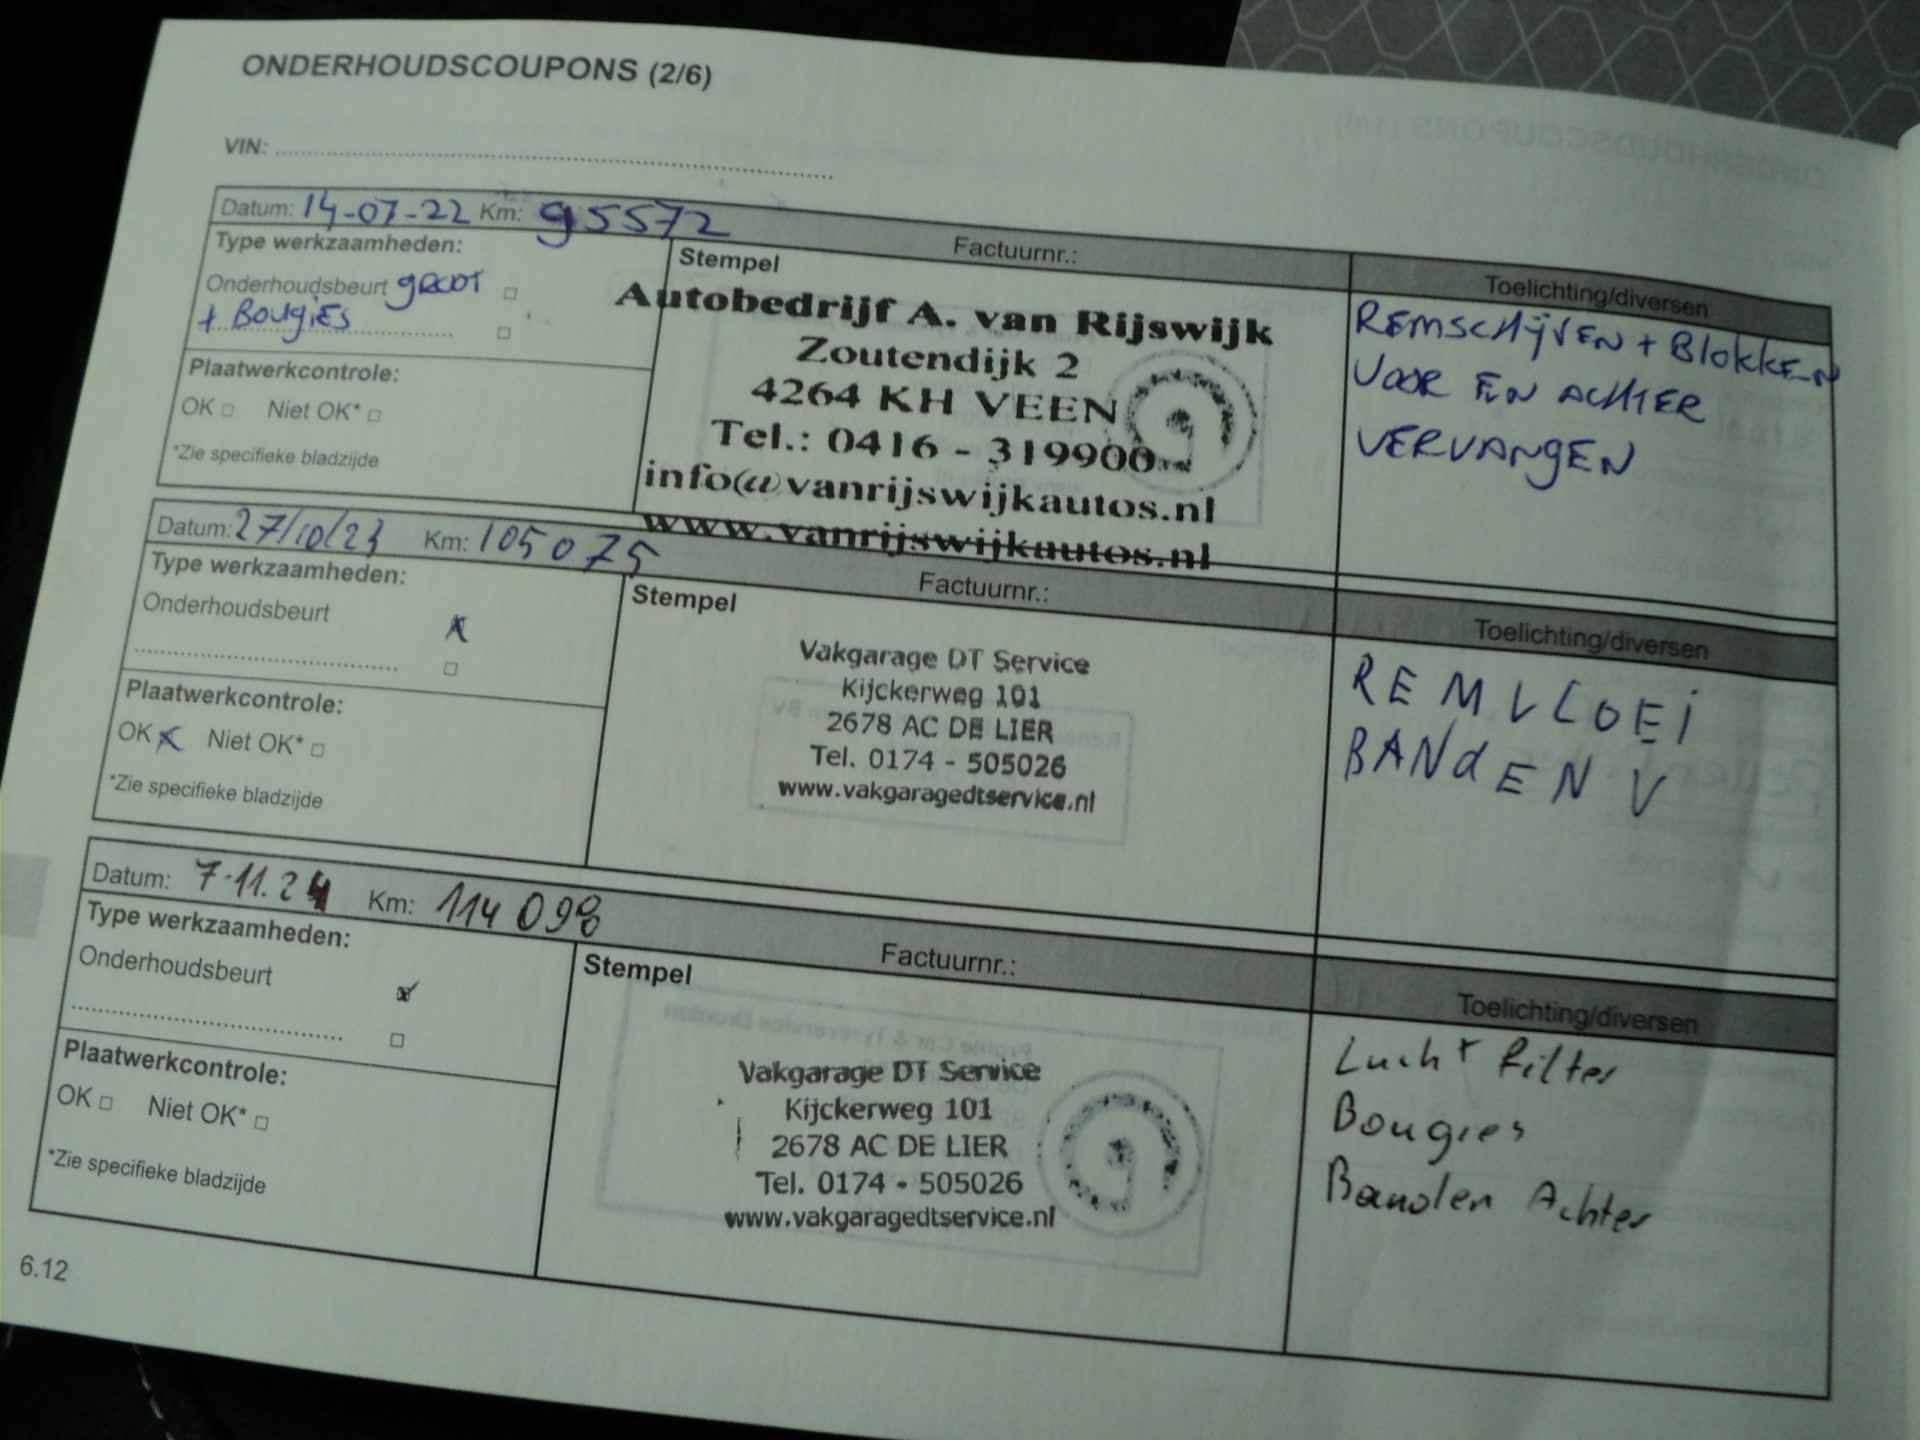 ONDERHOUDSCOUPONS (2/6)
VIN:
Datum: 14-07-22 Km: 95572
Factuurnr.:
Type werkzaamheden:
Stempel
Toelichting/diversen
Onderhoudsbeurt groot
+ Bougies
Autobedrijf A. van Rijswijk
Zoutendijk 2
4264 KH VEEN
Tel.: 0416 - 319900
info@vanrijswijkautos.nl
www.vanrijswijkautos.nl
REMSCHIJVEN + BLOKKEN
VOOR EN ACHTER
VERVANGEN
Plaatwerkcontrole:
OK Niet OK*
*Zie specifieke bladzijde
Datum: 27/10/23 Km: 105075
Factuurnr.:
Type werkzaamheden:
Stempel
Toelichting/diversen
Onderhoudsbeurt x
Vakgarage DT Service
Kijckerweg 101
2678 AC DE LIER
Tel. 0174 - 505026
www.vakgaragedtservice.nl
REMVLOEI
BANdEN V
Plaatwerkcontrole:
OK x Niet OK*
*Zie specifieke bladzijde
Datum: 7-11.24 Km: 114 098
Factuurnr.:
Type werkzaamheden:
Stempel
Toelichting/diversen
Onderhoudsbeurt x
Vakgarage DT Service
Kijckerweg 101
2678 AC DE LIER
Tel. 0174 - 505026
www.vakgaragedtservice.nl
Lucht filter
Bougies
Banden Achter
Plaatwerkcontrole:
OK Niet OK*
*Zie specifieke bladzijde
6.12